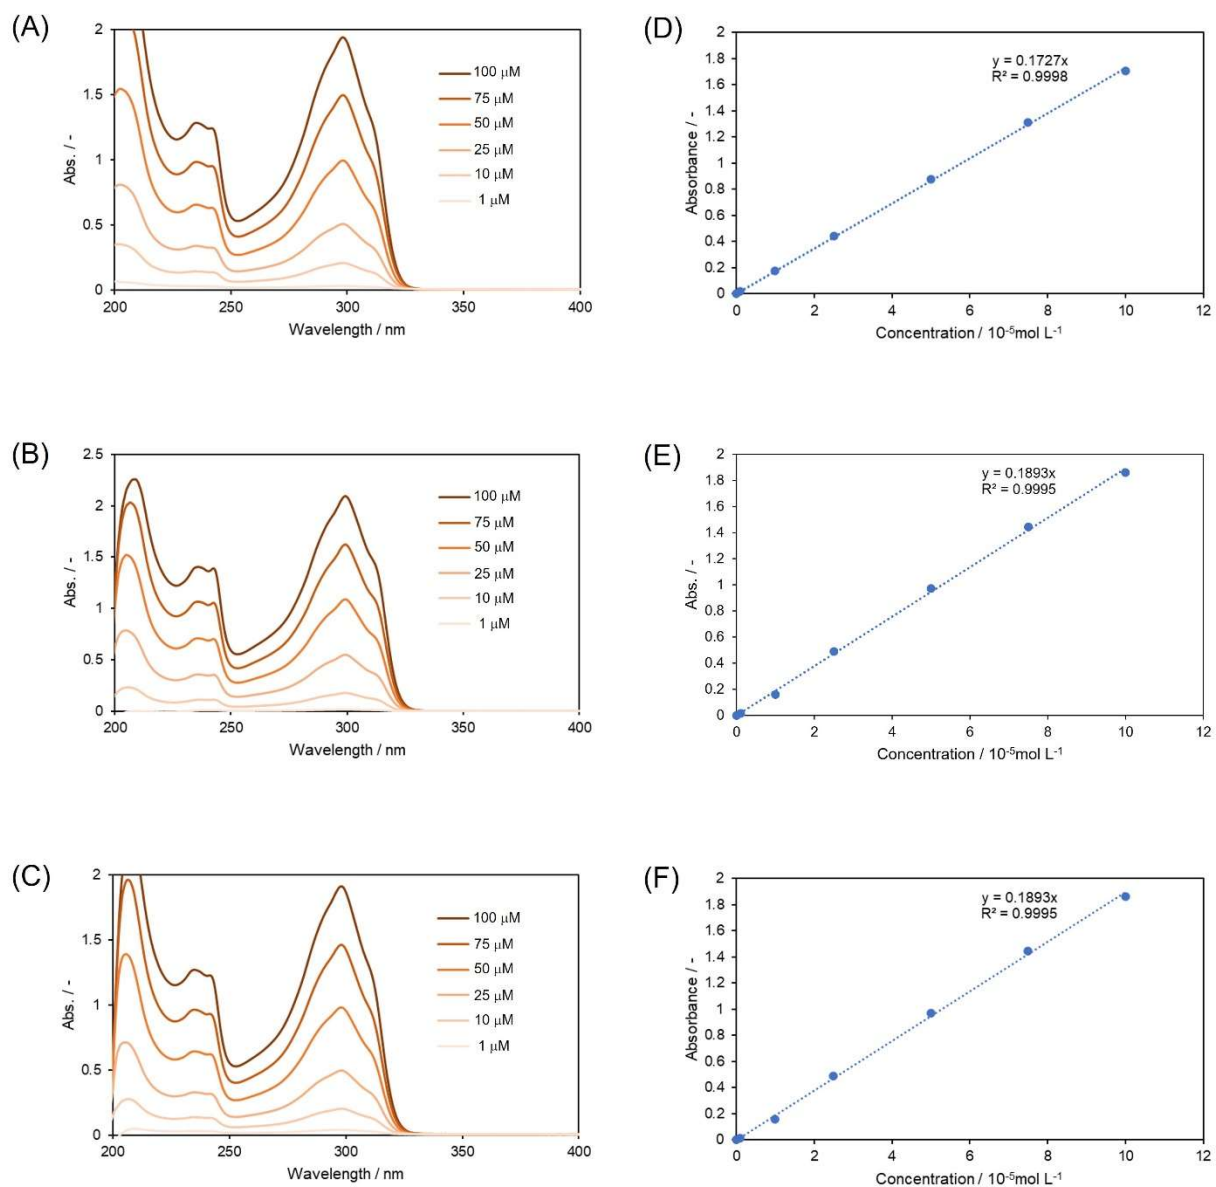 (A)
2
1.5
1
0.5
0
200
250
300
350
400
Abs. / -
Wavelength / nm
100 μM
75 μM
50 μM
25 μM
10 μM
1 μM
(D)
2
1.8
1.6
1.4
1.2
1
0.8
0.6
0.4
0.2
0
0
2
4
6
8
10
12
Absorbance / -
Concentration / 10⁻⁵mol L⁻¹
y = 0.1727x
R² = 0.9998
(B)
2.5
2
1.5
1
0.5
0
200
250
300
350
400
Abs. / -
Wavelength / nm
100 μM
75 μM
50 μM
25 μM
10 μM
1 μM
(E)
2
1.8
1.6
1.4
1.2
1
0.8
0.6
0.4
0.2
0
0
2
4
6
8
10
12
Abs. / -
Concentration / 10⁻⁵mol L⁻¹
y = 0.1893x
R² = 0.9995
(C)
2
1.5
1
0.5
0
200
250
300
350
400
Abs. / -
Wavelength / nm
100 μM
75 μM
50 μM
25 μM
10 μM
1 μM
(F)
2
1.8
1.6
1.4
1.2
1
0.8
0.6
0.4
0.2
0
0
2
4
6
8
10
12
Absorbance / -
Concentration / 10⁻⁵mol L⁻¹
y = 0.1893x
R² = 0.9995